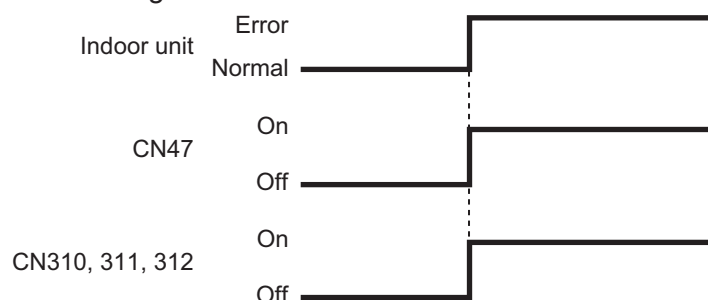 Error
Indoor unit
Normal
On
CN47
Off
On
CN310, 311, 312
Off